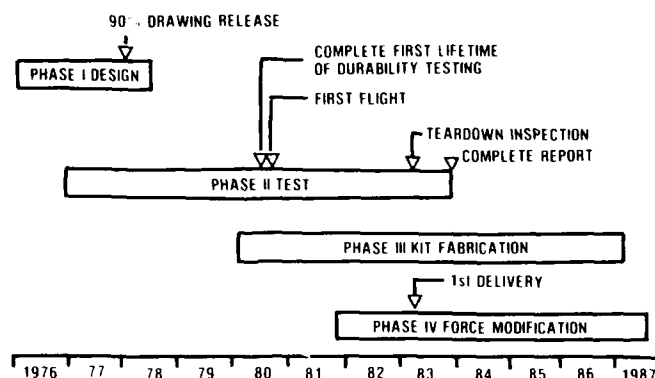 90% DRAWING RELEASE
PHASE I DESIGN
COMPLETE FIRST LIFETIME
OF DURABILITY TESTING
FIRST FLIGHT
TEARDOWN INSPECTION
COMPLETE REPORT
PHASE II TEST
PHASE III KIT FABRICATION
1st DELIVERY
PHASE IV FORCE MODIFICATION
1976 77 78 79 80 81 82 83 84 85 86 1987